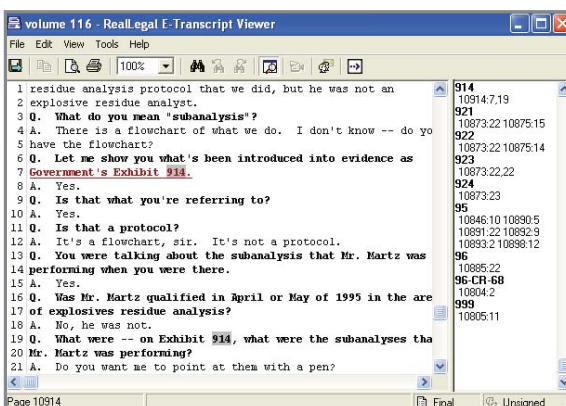 volume 116 - RealLegal E-Transcript Viewer
File Edit View Tools Help
100%
1 residue analysis protocol that we did, but he was not an
2 explosive residue analyst.
3 Q. What do you mean "subanalysis"?
4 A. There is a flowchart of what we do. I don't know -- do yo
5 have the flowchart?
6 Q. Let me show you what's been introduced into evidence as
7 Government's Exhibit 914.
8 A. Yes.
9 Q. Is that what you're referring to?
10 A. Yes.
11 Q. Is that a protocol?
12 A. It's a flowchart, sir. It's not a protocol.
13 Q. You were talking about the subanalysis that Mr. Martz was
14 performing when you were there.
15 A. Yes.
16 Q. Was Mr. Martz qualified in April or May of 1995 in the are
17 of explosives residue analysis?
18 A. No, he was not.
19 Q. What were -- on Exhibit 914, what were the subanalyses tha
20 Mr. Martz was performing?
21 A. Do you want me to point at them with a pen?
914
10914:7,19
921
10873:22 10875:15
922
10873:22 10875:14
923
10873:22,22
924
10873:23
95
10846:10 10890:5
10891:22 10892:9
10893:2 10898:12
96
10885:22
96-CR-68
10804:2
999
10805:11
Page 10914
Final
Unsigned